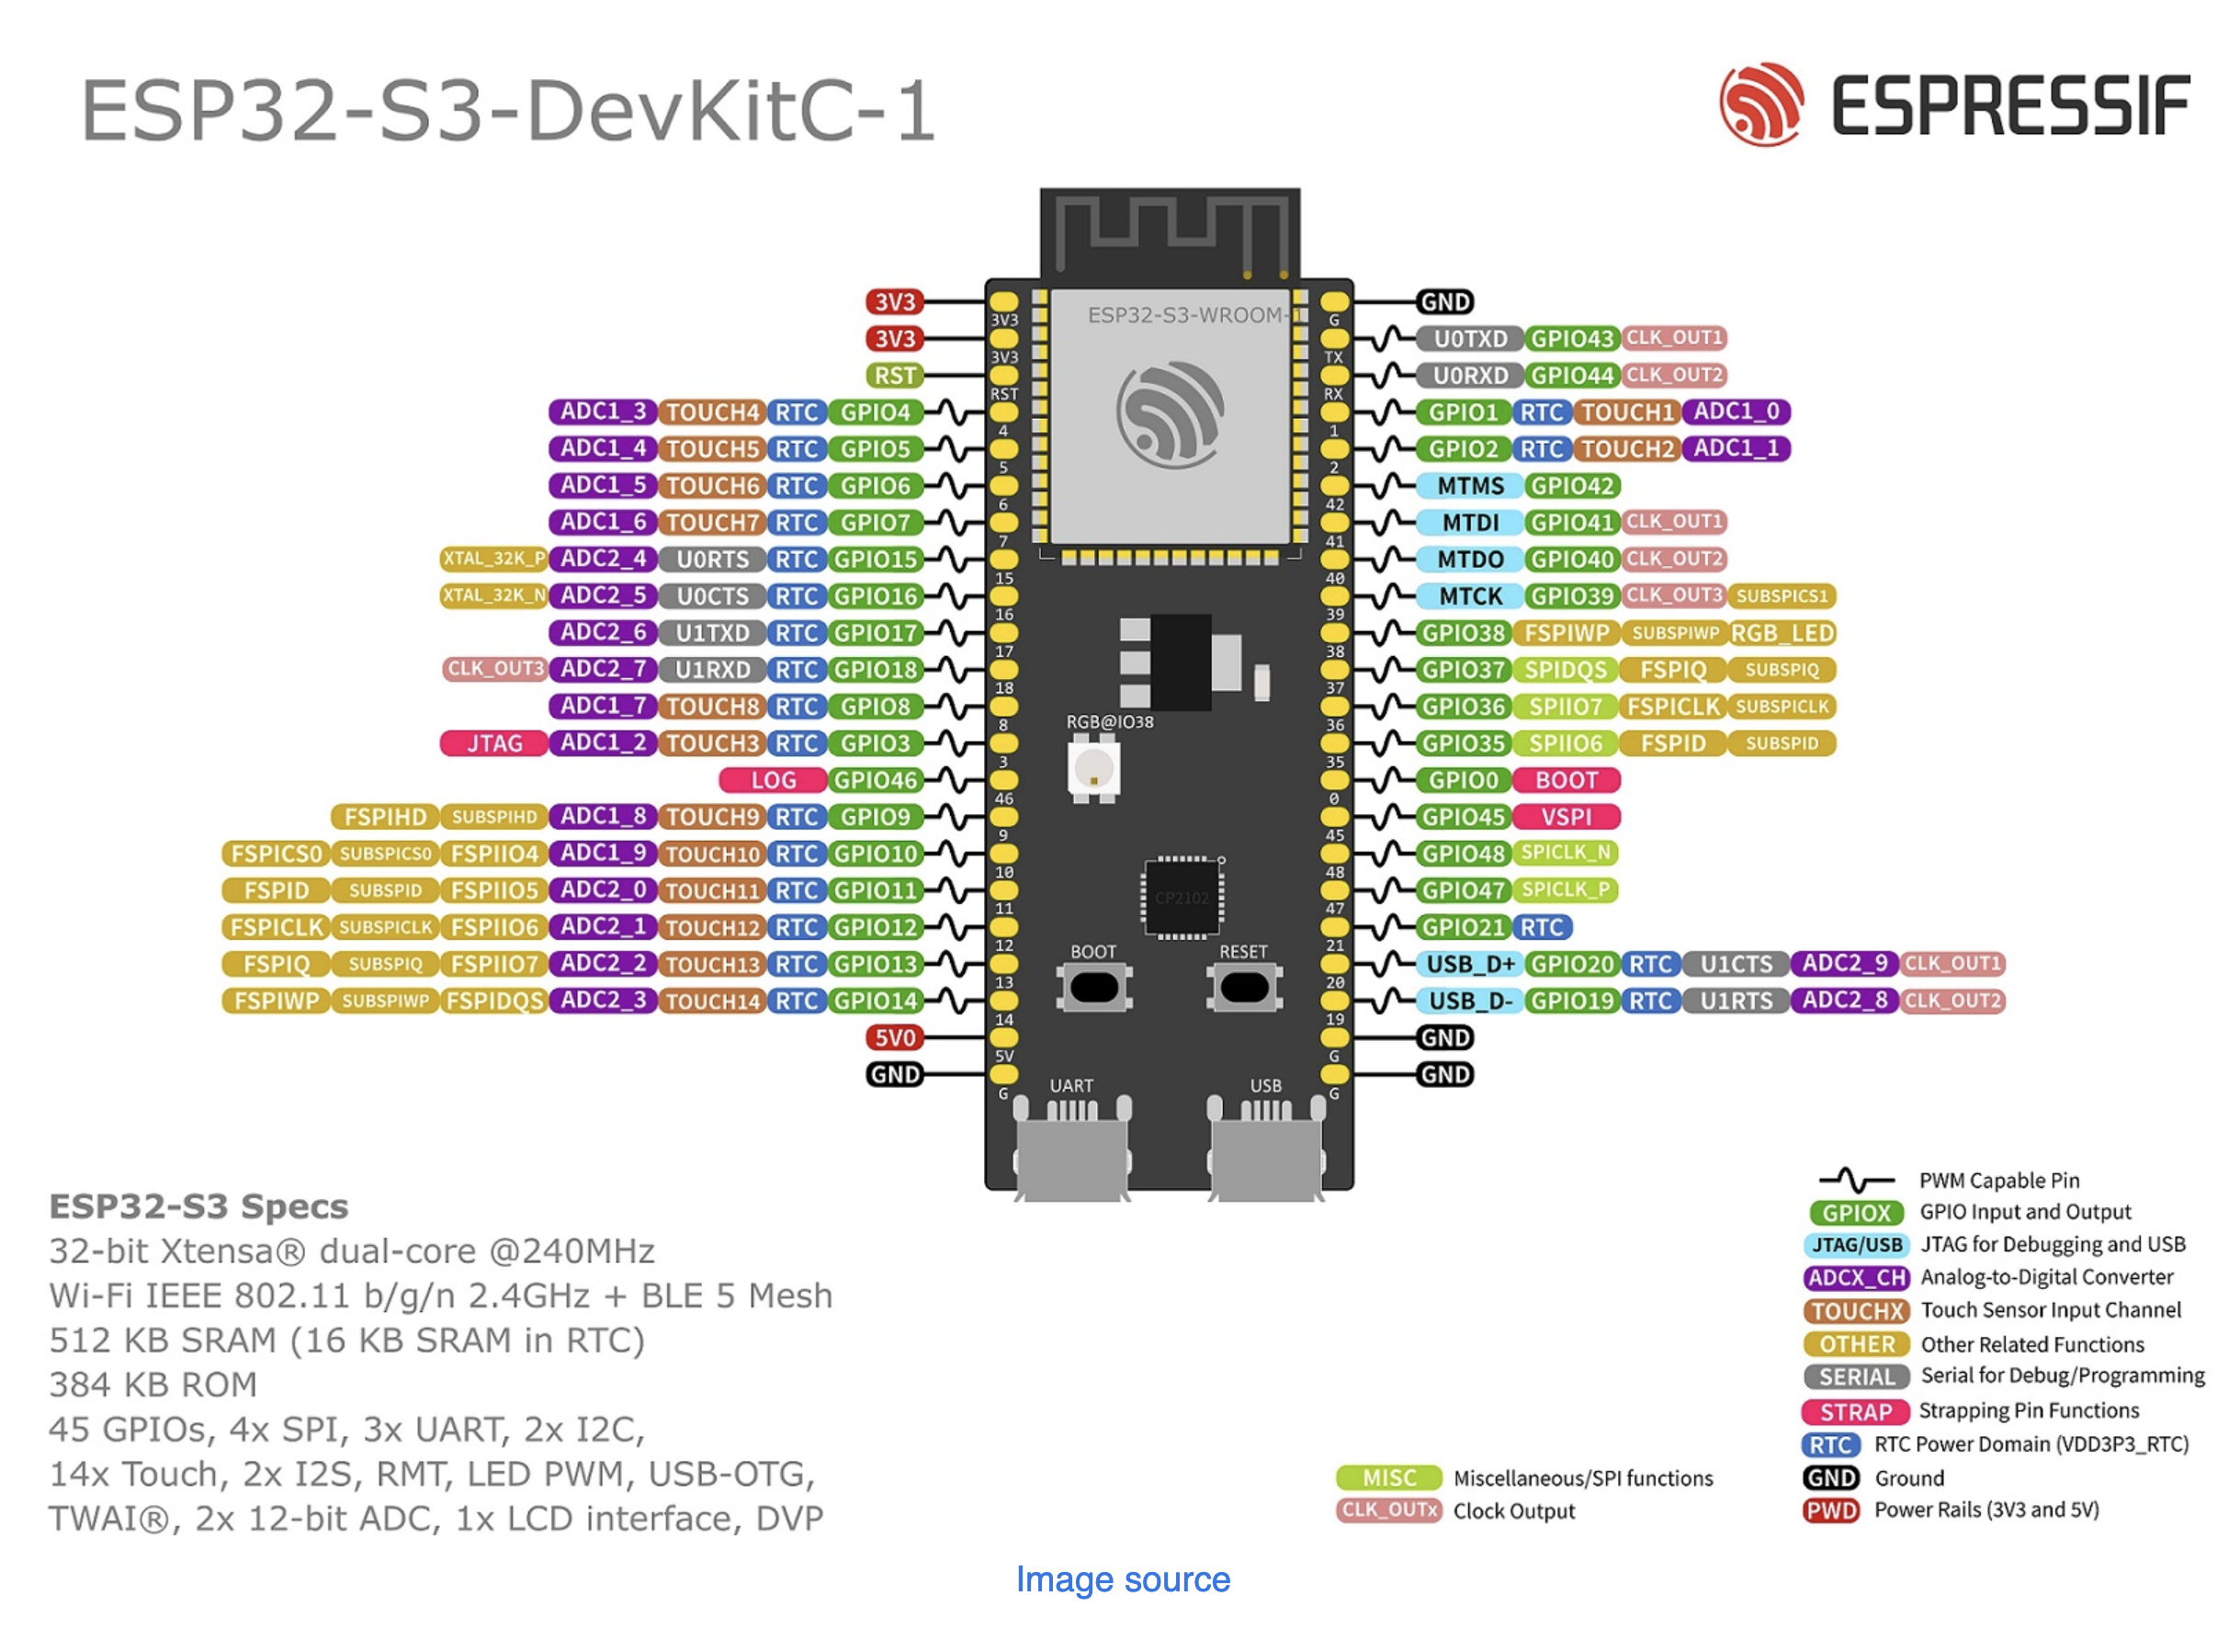 ESP32-S3-DevKitC-1
ESPRESSIF
ESP32-S3-WROOM-1
3V3 3V3 G GND
3V3 3V3 TX U0TXD GPIO43 CLK_OUT1
RST RST RX U0RXD GPIO44 CLK_OUT2
ADC1_3 TOUCH4 RTC GPIO4 4 1 GPIO1 RTC TOUCH1 ADC1_0
ADC1_4 TOUCH5 RTC GPIO5 5 2 GPIO2 RTC TOUCH2 ADC1_1
ADC1_5 TOUCH6 RTC GPIO6 6 42 MTMS GPIO42
ADC1_6 TOUCH7 RTC GPIO7 7 41 MTDI GPIO41 CLK_OUT1
XTAL_32K_P ADC2_4 U0RTS RTC GPIO15 15 40 MTDO GPIO40 CLK_OUT2
XTAL_32K_N ADC2_5 U0CTS RTC GPIO16 16 39 MTCK GPIO39 CLK_OUT3 SUBSPICS1
ADC2_6 U1TXD RTC GPIO17 17 38 GPIO38 FSPIWP SUBSPIWP RGB_LED
CLK_OUT3 ADC2_7 U1RXD RTC GPIO18 18 37 GPIO37 SPIDQS FSPIQ SUBSPIQ
ADC1_7 TOUCH8 RTC GPIO8 8 36 GPIO36 SPIIO7 FSPICLK SUBSPICLK
RGB@IO38
JTAG ADC1_2 TOUCH3 RTC GPIO3 3 35 GPIO35 SPIIO6 FSPID SUBSPID
LOG GPIO46 46 0 GPIO0 BOOT
FSPIHD SUBSPIHD ADC1_8 TOUCH9 RTC GPIO9 9 45 GPIO45 VSPI
FSPICS0 SUBSPICS0 FSPIIO4 ADC1_9 TOUCH10 RTC GPIO10 10 48 GPIO48 SPICLK_N
FSPID SUBSPID FSPIIO5 ADC2_0 TOUCH11 RTC GPIO11 11 CP2102 47 GPIO47 SPICLK_P
FSPICLK SUBSPICLK FSPIIO6 ADC2_1 TOUCH12 RTC GPIO12 12 21 GPIO21 RTC
BOOT RESET
FSPIQ SUBSPIQ FSPIIO7 ADC2_2 TOUCH13 RTC GPIO13 13 20 USB_D+ GPIO20 RTC U1CTS ADC2_9 CLK_OUT1
FSPIWP SUBSPIWP FSPIDQS ADC2_3 TOUCH14 RTC GPIO14 14 19 USB_D- GPIO19 RTC U1RTS ADC2_8 CLK_OUT2
5V0 5V G GND
GND G G GND
UART USB
ESP32-S3 Specs
32-bit Xtensa® dual-core @240MHz
Wi-Fi IEEE 802.11 b/g/n 2.4GHz + BLE 5 Mesh
512 KB SRAM (16 KB SRAM in RTC)
384 KB ROM
45 GPIOs, 4x SPI, 3x UART, 2x I2C,
14x Touch, 2x I2S, RMT, LED PWM, USB-OTG,
TWAI®, 2x 12-bit ADC, 1x LCD interface, DVP
MISC Miscellaneous/SPI functions
CLK_OUTx Clock Output
PWM Capable Pin
GPIOX GPIO Input and Output
JTAG/USB JTAG for Debugging and USB
ADCX_CH Analog-to-Digital Converter
TOUCHX Touch Sensor Input Channel
OTHER Other Related Functions
SERIAL Serial for Debug/Programming
STRAP Strapping Pin Functions
RTC RTC Power Domain (VDD3P3_RTC)
GND Ground
PWD Power Rails (3V3 and 5V)
Image source